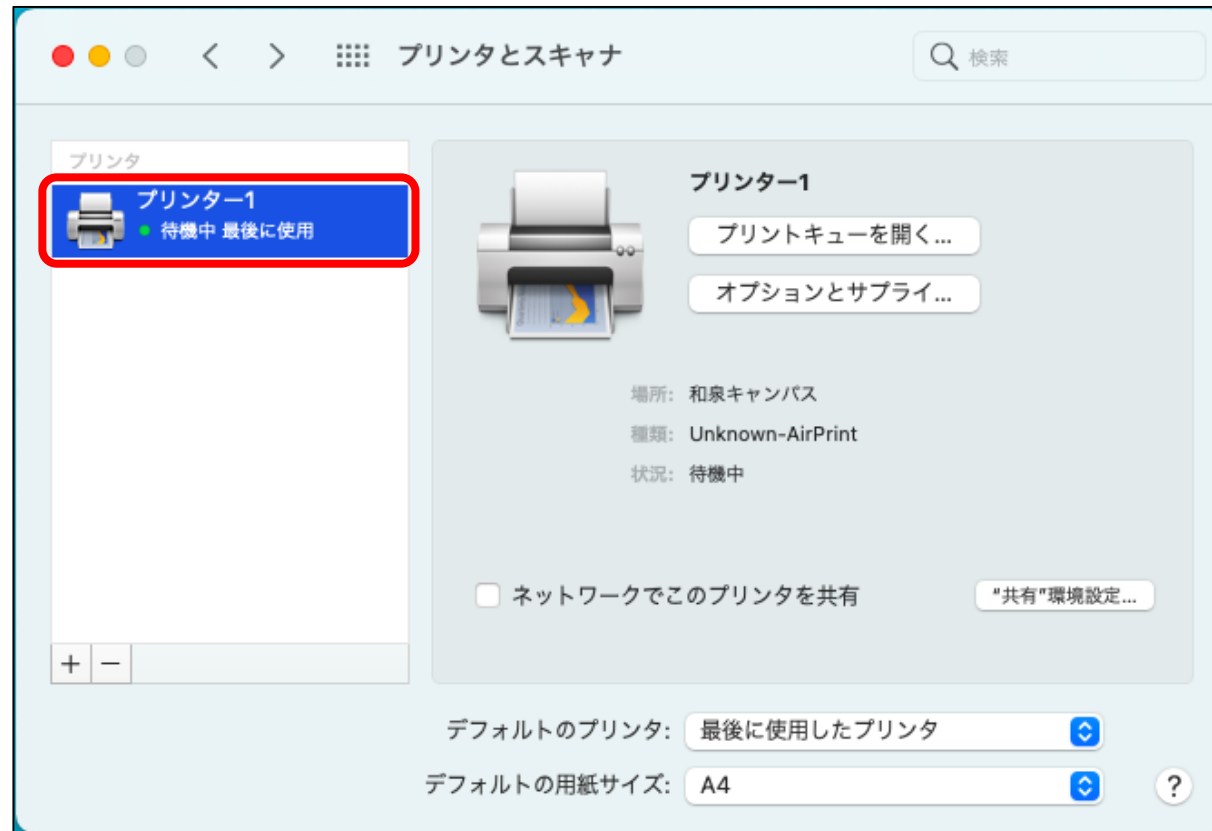 プリンタとスキャナ
検索
プリンタ
プリンター1
待機中 最後に使用
プリンター1
プリントキューを開く...
オプションとサプライ...
場所: 和泉キャンパス
種類: Unknown-AirPrint
状況: 待機中
ネットワークでこのプリンタを共有
"共有"環境設定...
+ −
デフォルトのプリンタ: 最後に使用したプリンタ
デフォルトの用紙サイズ: A4
?